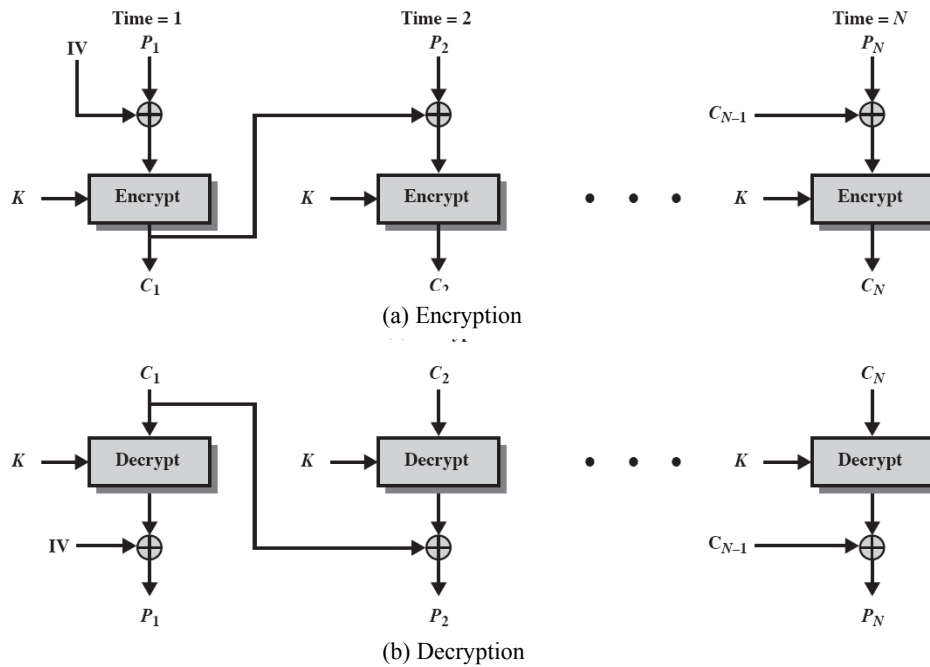 Time = 1 Time = 2 Time = N
IV P1 P2 PN
CN–1
K Encrypt K Encrypt • • • K Encrypt
C1 C2 CN
(a) Encryption
C1 C2 CN
K Decrypt K Decrypt • • • K Decrypt
IV CN–1
P1 P2 PN
(b) Decryption